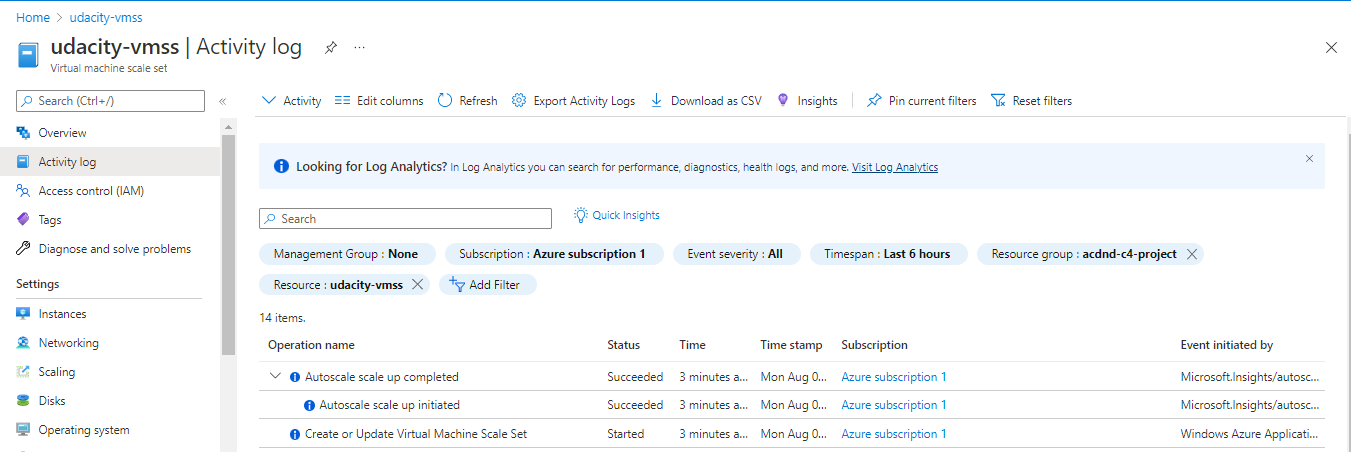 Home > udacity-vmss
udacity-vmss | Activity log ...
Virtual machine scale set
Search (Ctrl+/) «
Overview
Activity log
Access control (IAM)
Tags
Diagnose and solve problems
Settings
Instances
Networking
Scaling
Disks
Operating system
Activity Edit columns Refresh Export Activity Logs Download as CSV Insights Pin current filters Reset filters
Looking for Log Analytics? In Log Analytics you can search for performance, diagnostics, health logs, and more. Visit Log Analytics
Search Quick Insights
Management Group : None Subscription : Azure subscription 1 Event severity : All Timespan : Last 6 hours Resource group : acdnd-c4-project
Resource : udacity-vmss Add Filter
14 items.
Operation name Status Time Time stamp Subscription Event initiated by
Autoscale scale up completed Succeeded 3 minutes a... Mon Aug 0... Azure subscription 1 Microsoft.Insights/autosc...
Autoscale scale up initiated Succeeded 3 minutes a... Mon Aug 0... Azure subscription 1 Microsoft.Insights/autosc...
Create or Update Virtual Machine Scale Set Started 3 minutes a... Mon Aug 0... Azure subscription 1 Windows Azure Applicati...